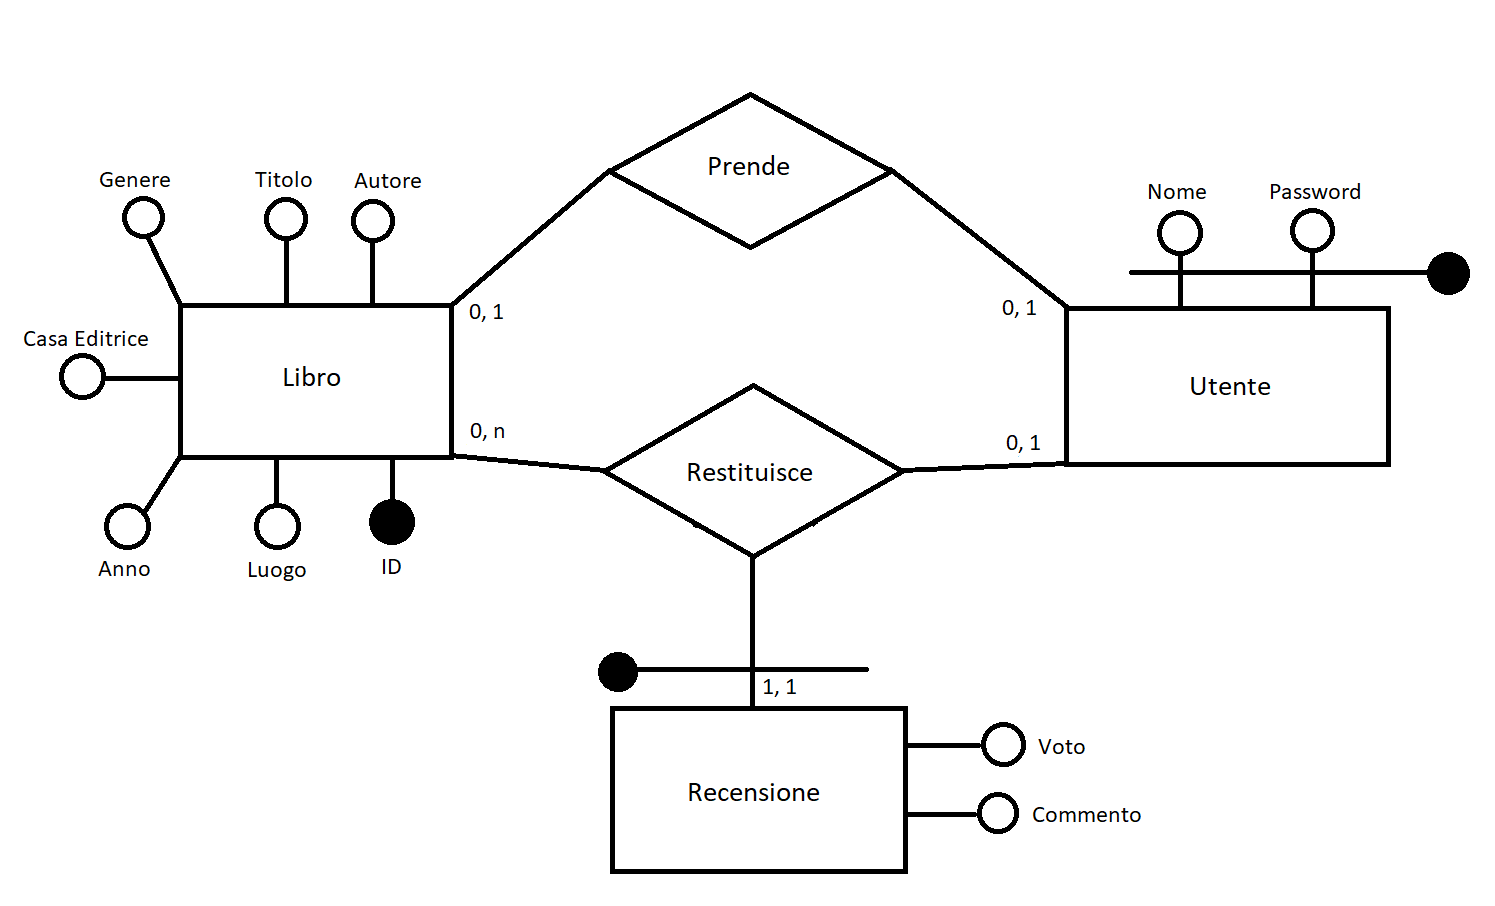 Prende
Genere
Titolo
Autore
Nome
Password
0, 1
0, 1
Casa Editrice
Libro
Utente
0, n
0, 1
Restituisce
Anno
Luogo
ID
1, 1
Voto
Recensione
Commento